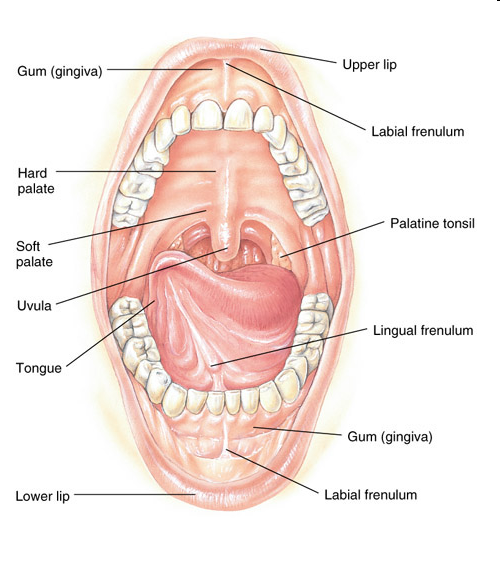 Upper lip
Gum (gingiva)
Labial frenulum
Hard
palate
Palatine tonsil
Soft
palate
Uvula
Lingual frenulum
Tongue
Gum (gingiva)
Lower lip
Labial frenulum